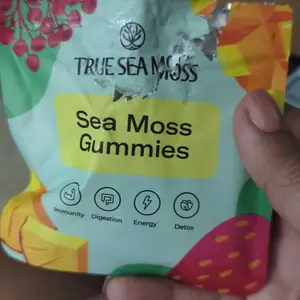 TRUE SEA MOSS
Sea Moss
Gummies
Immunity Digestion Energy Detox